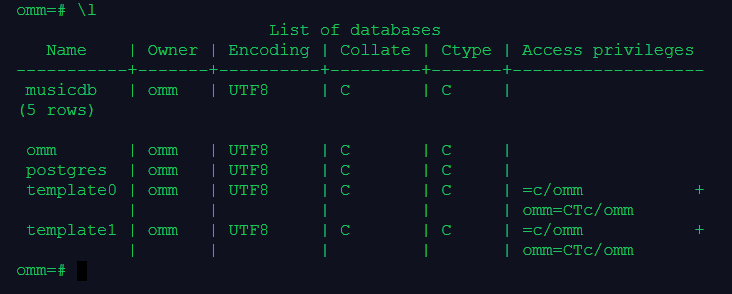 omm=# \l
                         List of databases
   Name    | Owner | Encoding | Collate | Ctype | Access privileges
-----------+-------+----------+---------+-------+-------------------
 musicdb   | omm   | UTF8     | C       | C     |
(5 rows)

 omm       | omm   | UTF8     | C       | C     |
 postgres  | omm   | UTF8     | C       | C     |
 template0 | omm   | UTF8     | C       | C     | =c/omm           +
           |       |          |         |       | omm=CTc/omm
 template1 | omm   | UTF8     | C       | C     | =c/omm           +
           |       |          |         |       | omm=CTc/omm
omm=#